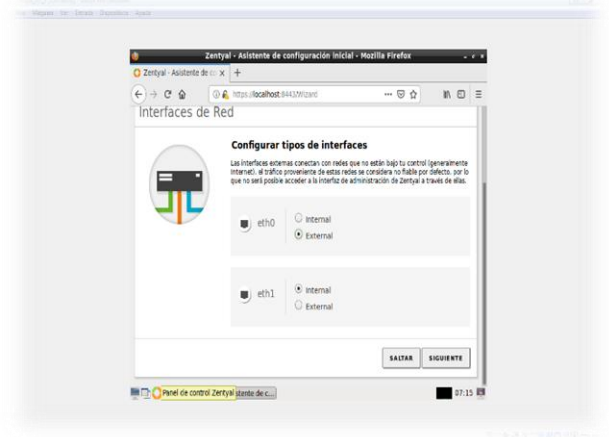 Zentyal - Asistente de configuración inicial - Mozilla Firefox
Zentyal - Asistente de co x +
https://localhost:8443/Wizard
Interfaces de Red
Configurar tipos de interfaces
Las interfaces externas conectan con redes que no están bajo tu control (generalmente
Internet), el tráfico proveniente de estas redes se considera no fiable por defecto, por lo
que no será posible acceder a la interfaz de administración de Zentyal a través de ellas.
eth0
Internal
External
eth1
Internal
External
SALTAR SIGUIENTE
Panel de control Zentyal istente de c... 07:15